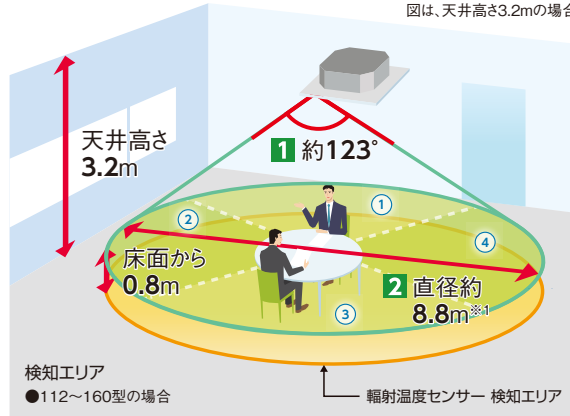 図は、天井高さ3.2mの場合
天井高さ
3.2m
1 約123°
①
②
④
床面から
0.8m
2 直径約
8.8m※1
③
検知エリア
●112〜160型の場合
輻射温度センサー 検知エリア